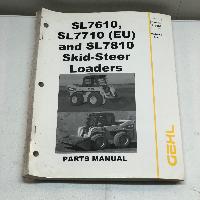 SL7610,
SL7710 (EU)
and SL7810
Skid-Steer
Loaders
GEHL
PARTS MANUAL